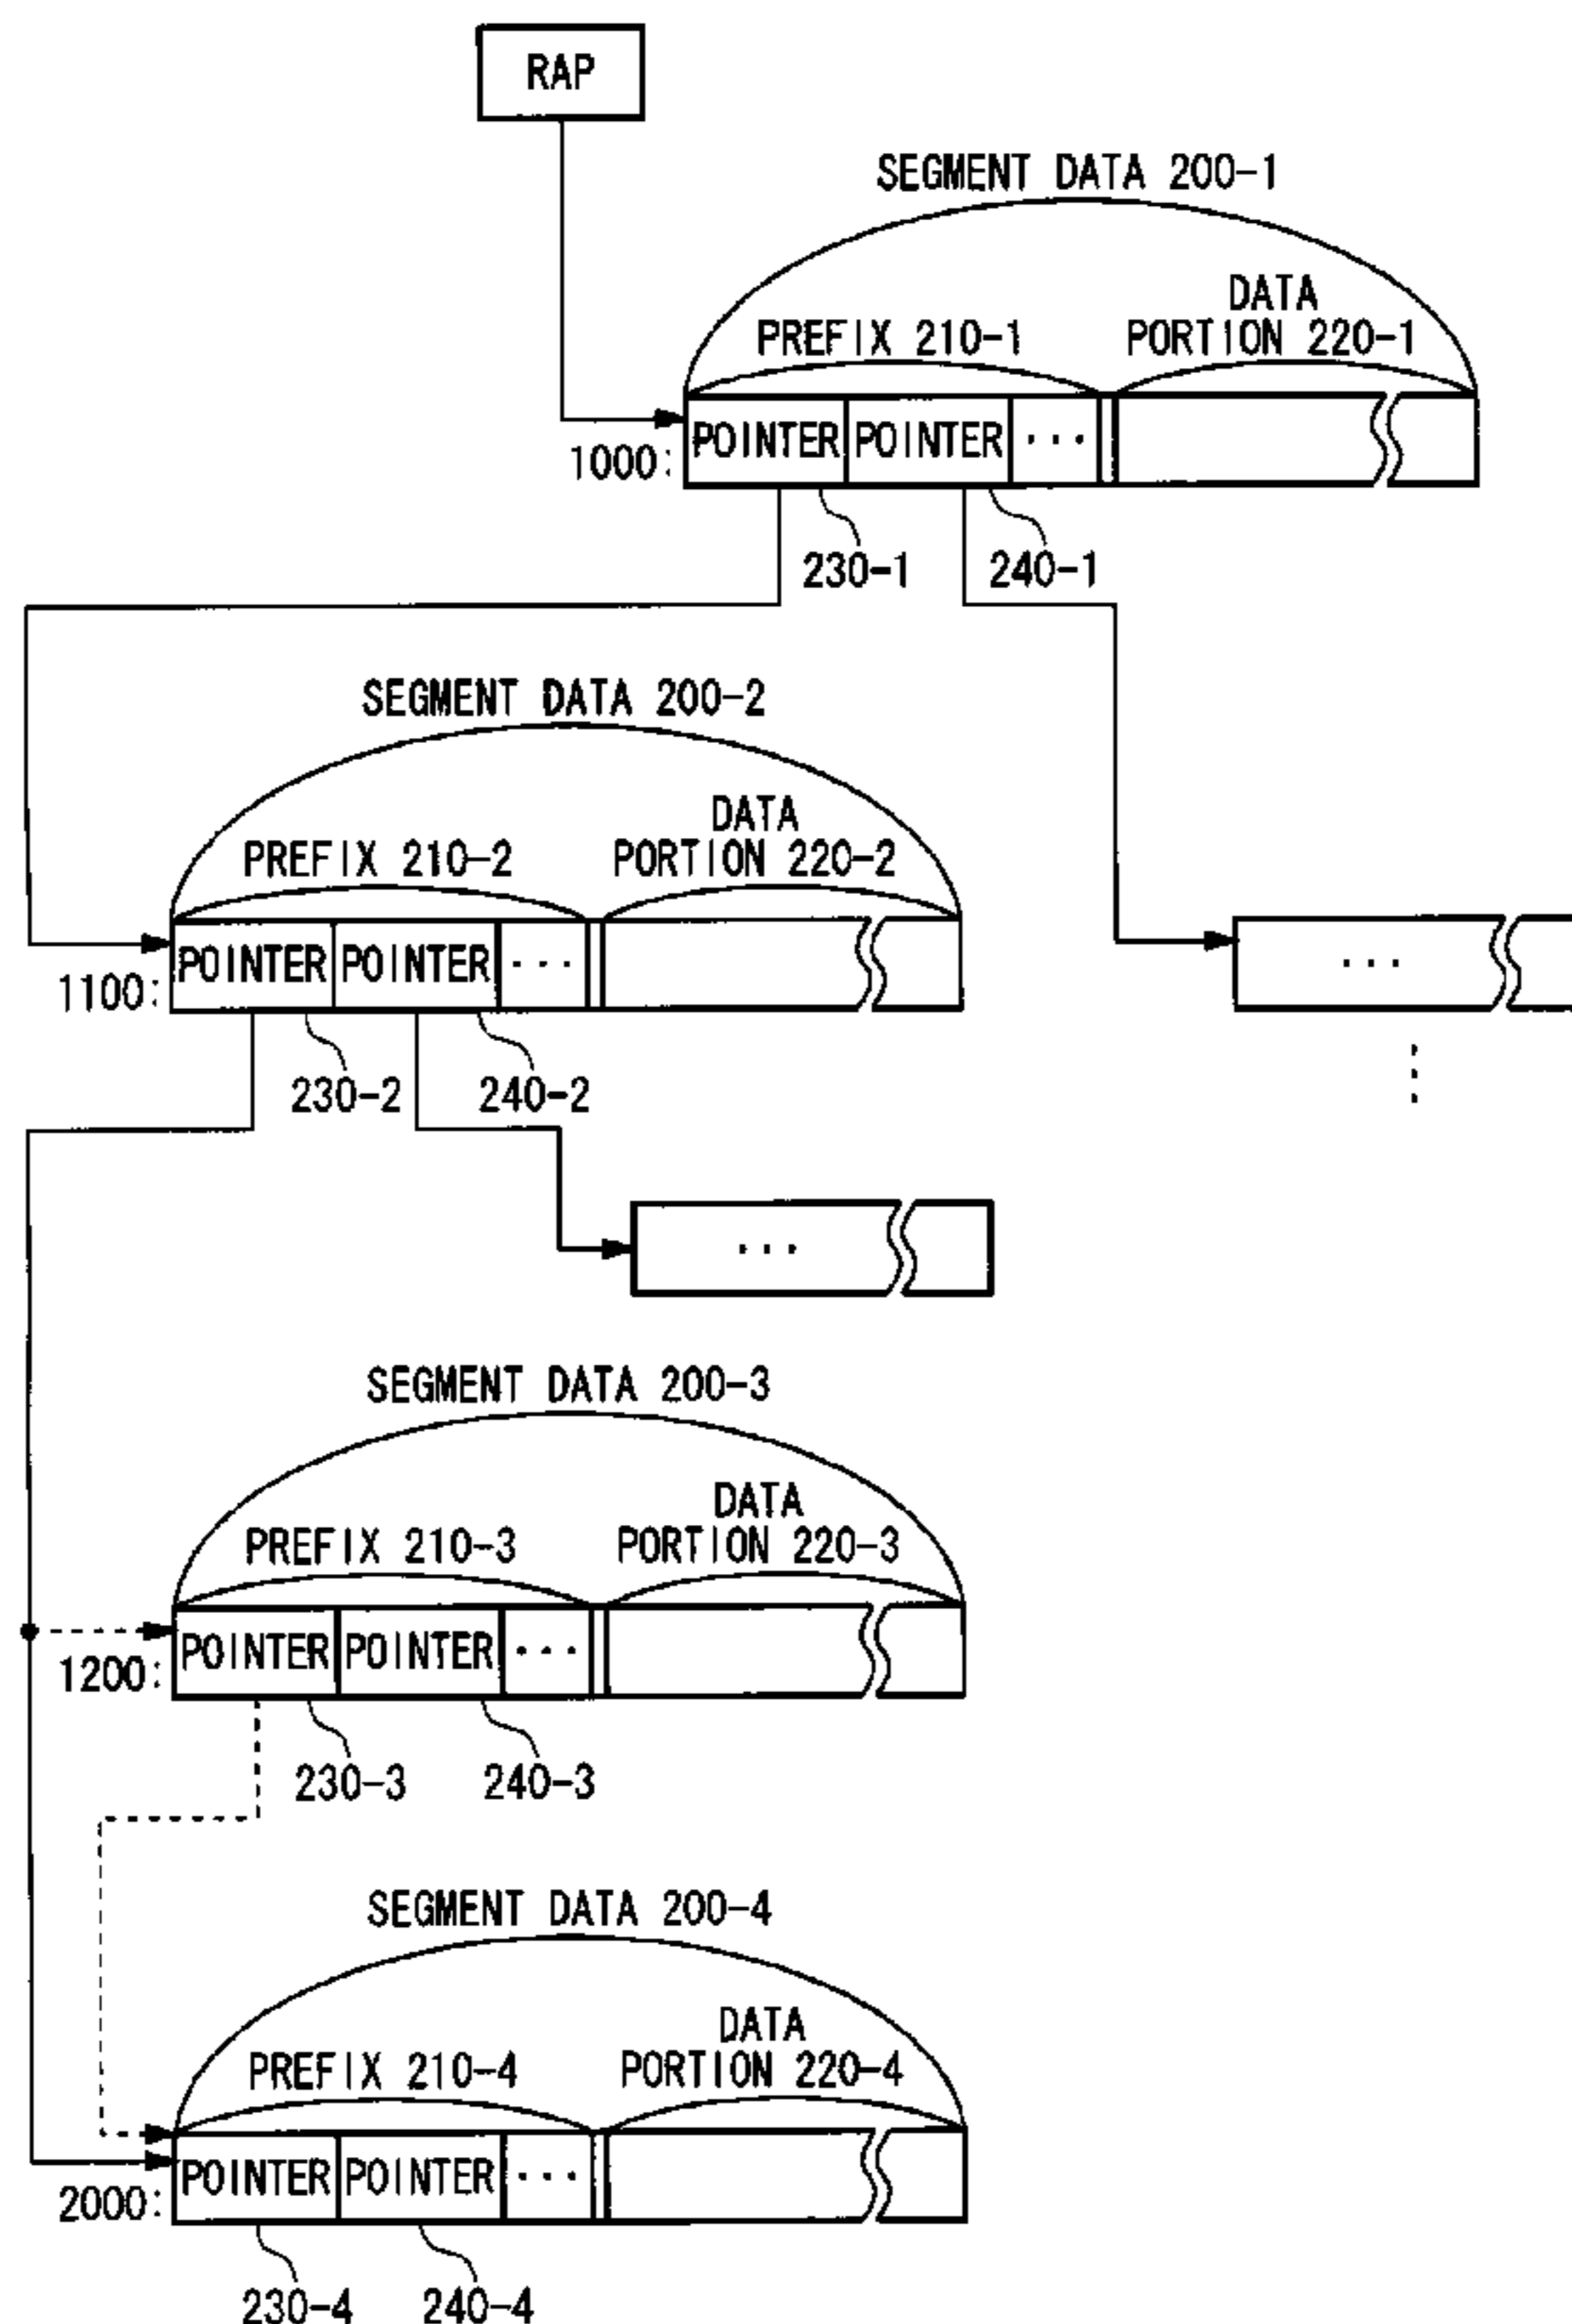 RAP
SEGMENT DATA 200-1
DATA
PREFIX 210-1 PORTION 220-1
1000: POINTER POINTER ...
230-1 240-1
SEGMENT DATA 200-2
DATA
PREFIX 210-2 PORTION 220-2
1100: POINTER POINTER ... ...
230-2 240-2
...
SEGMENT DATA 200-3
DATA
PREFIX 210-3 PORTION 220-3
1200: POINTER POINTER ...
230-3 240-3
SEGMENT DATA 200-4
DATA
PREFIX 210-4 PORTION 220-4
2000: POINTER POINTER ...
230-4 240-4